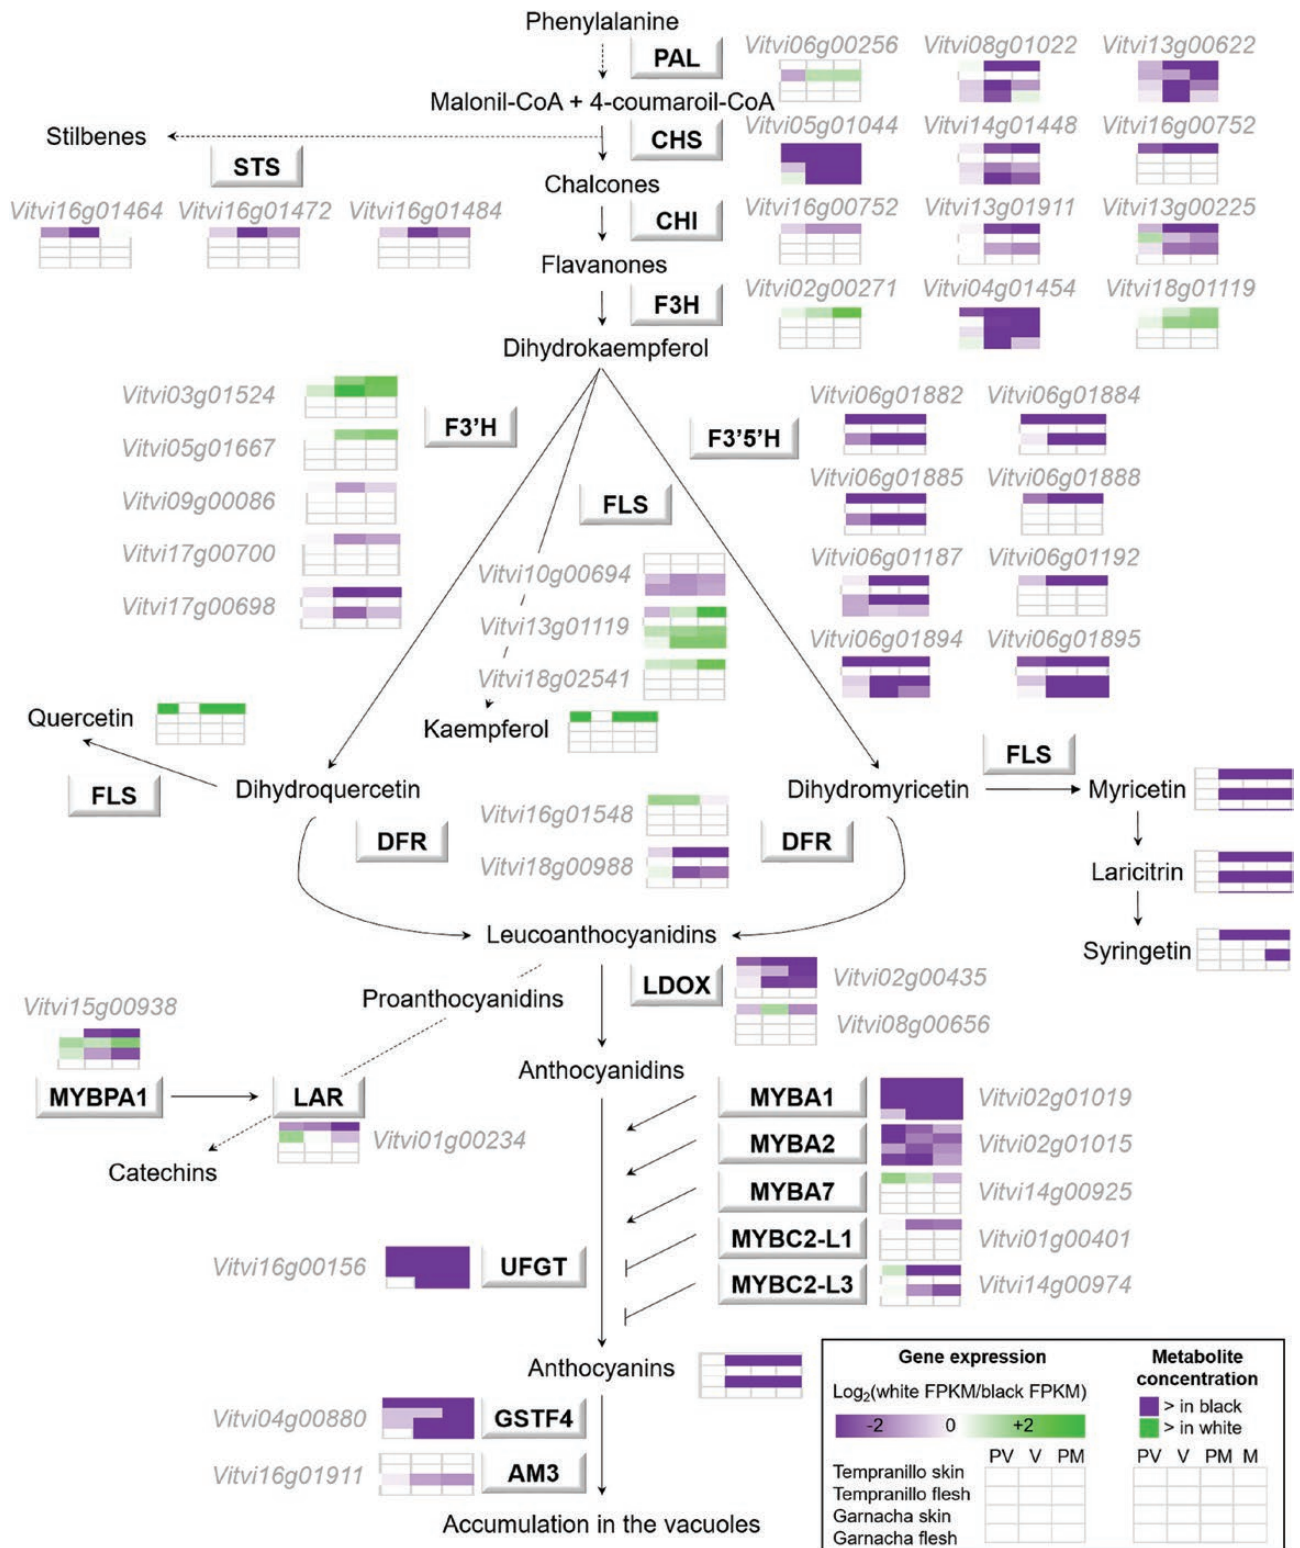 Phenylalanine
PAL
Vitvi06g00256 Vitvi08g01022 Vitvi13g00622
Malonil-CoA + 4-coumaroil-CoA
Stilbenes
CHS
Vitvi05g01044 Vitvi14g01448 Vitvi16g00752
STS
Chalcones
Vitvi16g01464 Vitvi16g01472 Vitvi16g01484
CHI
Vitvi16g00752 Vitvi13g01911 Vitvi13g00225
Flavanones
F3H
Vitvi02g00271 Vitvi04g01454 Vitvi18g01119
Dihydrokaempferol
Vitvi03g01524
Vitvi05g01667
Vitvi09g00086
Vitvi17g00700
Vitvi17g00698
F3'H
F3'5'H
Vitvi06g01882 Vitvi06g01884
Vitvi06g01885 Vitvi06g01888
Vitvi06g01187 Vitvi06g01192
Vitvi06g01894 Vitvi06g01895
FLS
Vitvi10g00694
Vitvi13g01119
Vitvi18g02541
Quercetin
Kaempferol
FLS
Dihydroquercetin
Dihydromyricetin
FLS
Myricetin
Laricitrin
Syringetin
DFR
Vitvi16g01548
Vitvi18g00988
DFR
Leucoanthocyanidins
Proanthocyanidins
LDOX
Vitvi02g00435
Vitvi08g00656
Vitvi15g00938
MYBPA1
LAR
Vitvi01g00234
Catechins
Anthocyanidins
MYBA1 Vitvi02g01019
MYBA2 Vitvi02g01015
MYBA7 Vitvi14g00925
MYBC2-L1 Vitvi01g00401
MYBC2-L3 Vitvi14g00974
Vitvi16g00156 UFGT
Anthocyanins
Vitvi04g00880 GSTF4
Vitvi16g01911 AM3
Accumulation in the vacuoles
Gene expression
Log2(white FPKM/black FPKM)
-2 0 +2
PV V PM
Tempranillo skin
Tempranillo flesh
Garnacha skin
Garnacha flesh
Metabolite
concentration
> in black
> in white
PV V PM M